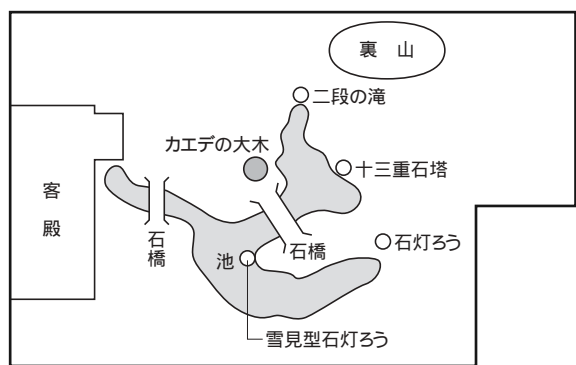 裏山
二段の滝
カエデの大木
十三重石塔
客殿
石橋
石灯ろう
石橋
池
雪見型石灯ろう